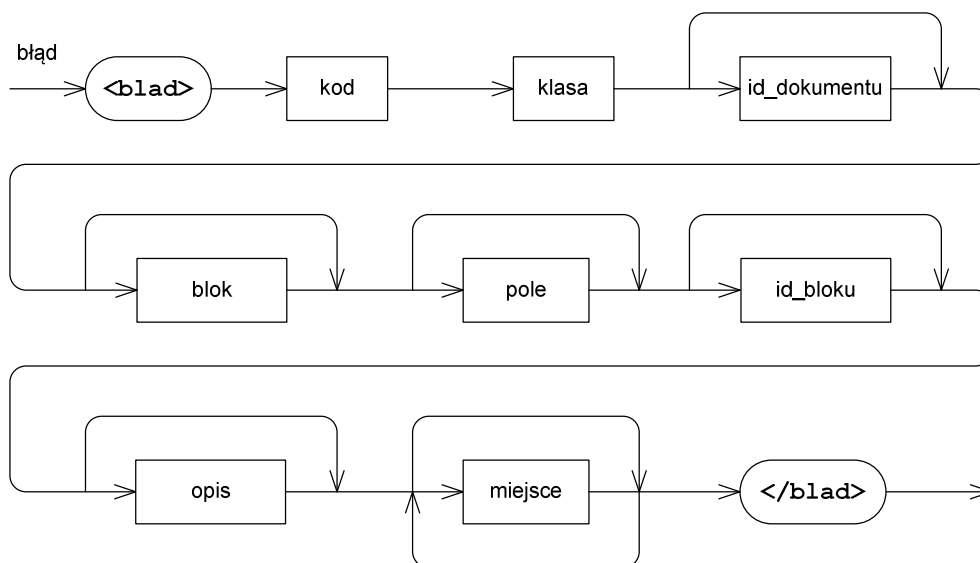 błąd
<blad>
kod
klasa
id_dokumentu
blok
pole
id_bloku
opis
miejsce
</blad>